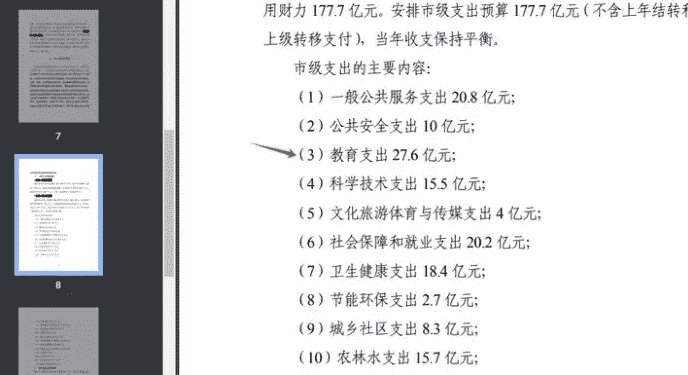 用财力 177.7 亿元。安排市级支出预算 177.7 亿元（不含上年结转和
上级转移支付），当年收支保持平衡。
市级支出的主要内容：
（1）一般公共服务支出 20.8 亿元；
（2）公共安全支出 10 亿元；
（3）教育支出 27.6 亿元；
（4）科学技术支出 15.5 亿元；
（5）文化旅游体育与传媒支出 4 亿元；
（6）社会保障和就业支出 20.2 亿元；
（7）卫生健康支出 18.4 亿元；
（8）节能环保支出 2.7 亿元；
（9）城乡社区支出 8.3 亿元；
（10）农林水支出 15.7 亿元；
7
8